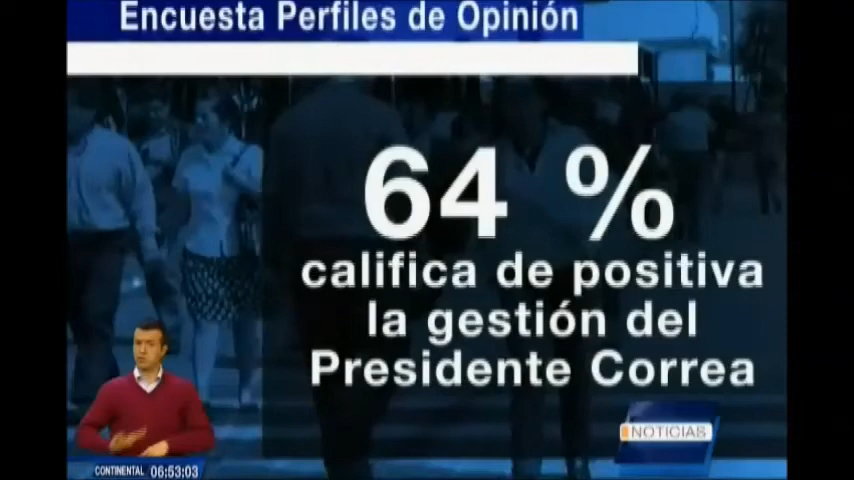 Encuesta Perfiles de Opinión
64 %
califica de positiva
la gestión del
Presidente Correa
NOTICIAS
CONTINENTAL 06:53:03